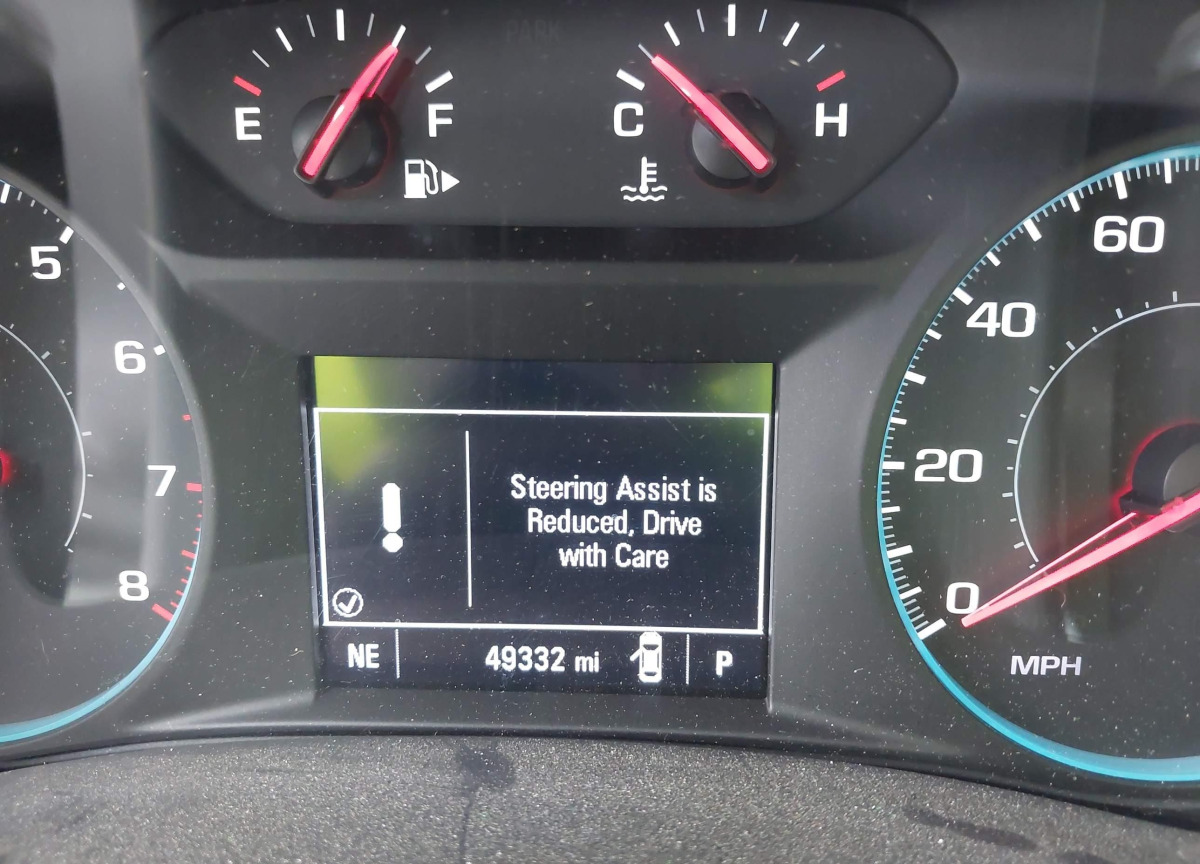 PARK
E
F
C
H
5
6
7
8
60
40
20
0
MPH
Steering Assist is
Reduced, Drive
with Care
NE
49332 mi
P